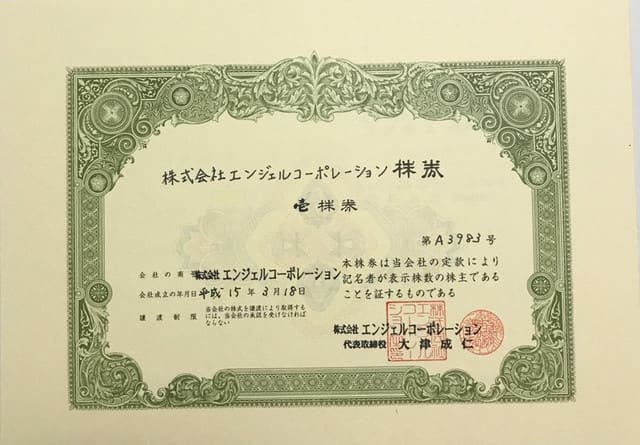 株式会社エンジェルコーポレーション 株券
壱株券
第A3983号
本株券は当会社の定款により
記名者が表示株数の株主である
ことを証するものである
会社の商号 株式会社エンジェルコーポレーション
会社成立の年月日 平成15年3月18日
譲渡制限 当会社の株式を譲渡により取得する
には、当会社の承認を受けなければ
ならない
株式会社エンジェルコーポレーション
代表取締役 大津成仁